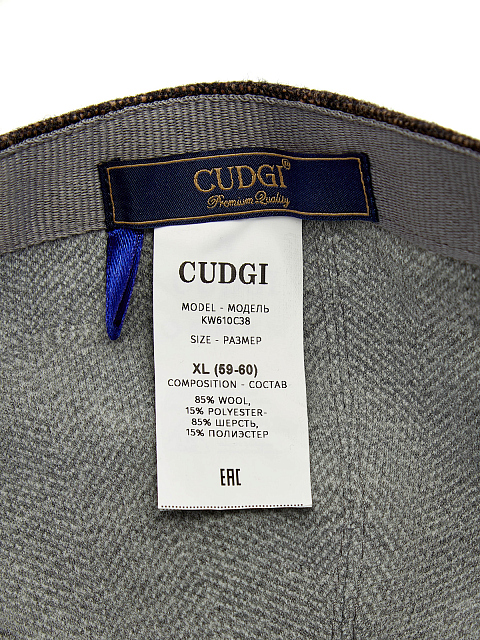 CUDGI®
Premium Quality
CUDGI
MODEL - МОДЕЛЬ
KW610C38
SIZE - РАЗМЕР
XL (59-60)
COMPOSITION - СОСТАВ
85% WOOL,
15% POLYESTER-
85% ШЕРСТЬ,
15% ПОЛИЭСТЕР
EAC